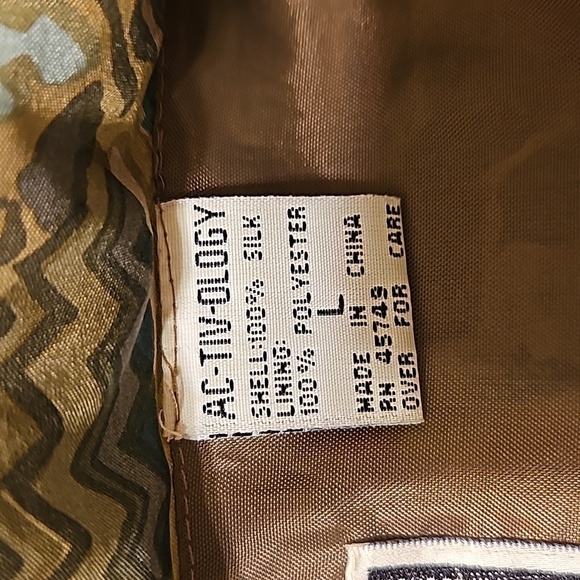 AC-TIV-OLOGY
SHELL:100% SILK
LINING:
100% POLYESTER
L
MADE IN CHINA
RN 45749
OVER FOR CARE